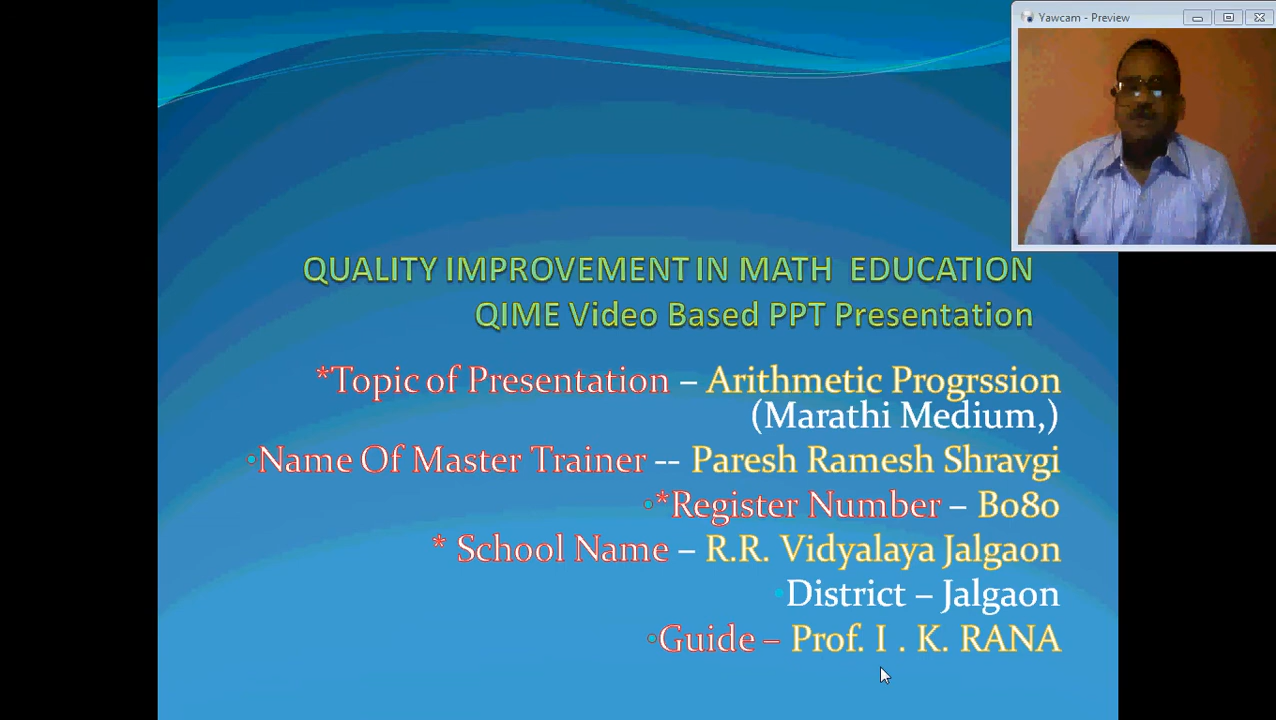 Yawcam - Preview
QUALITY IMPROVEMENT IN MATH EDUCATION
QIME Video Based PPT Presentation
*Topic of Presentation – Arithmetic Progrssion
(Marathi Medium,)
•Name Of Master Trainer -- Paresh Ramesh Shravgi
•*Register Number – B080
* School Name – R.R. Vidyalaya Jalgaon
•District – Jalgaon
•Guide – Prof. I . K. RANA